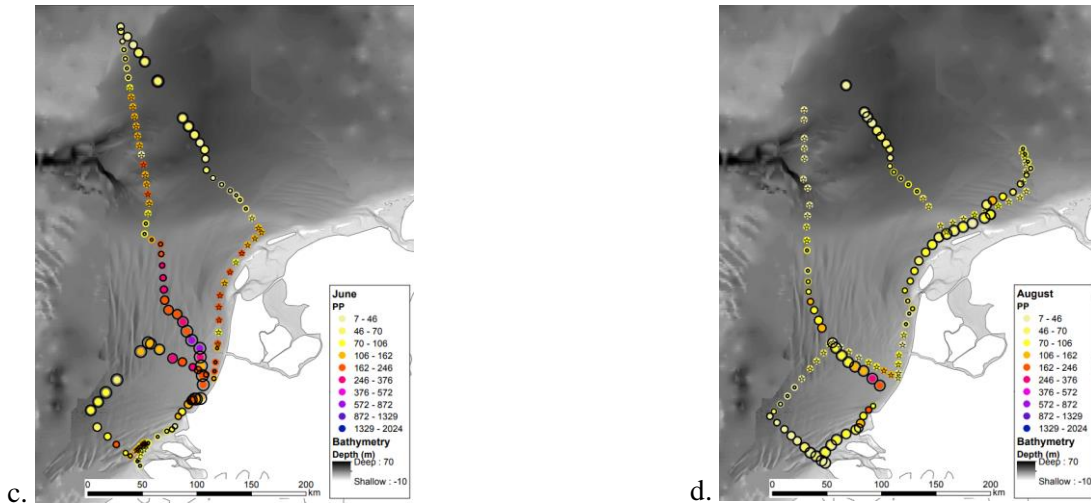 June
PP
7 - 46
46 - 70
70 - 106
106 - 162
162 - 246
246 - 376
376 - 572
572 - 872
872 - 1329
1329 - 2024
Bathymetry
Depth (m)
Deep : 70
Shallow : -10
0 50 100 150 200
km
c.
August
PP
7 - 46
46 - 70
70 - 106
106 - 162
162 - 246
246 - 376
376 - 572
572 - 872
872 - 1329
1329 - 2024
Bathymetry
Depth (m)
Deep : 70
Shallow : -10
0 50 100 150 200
km
d.